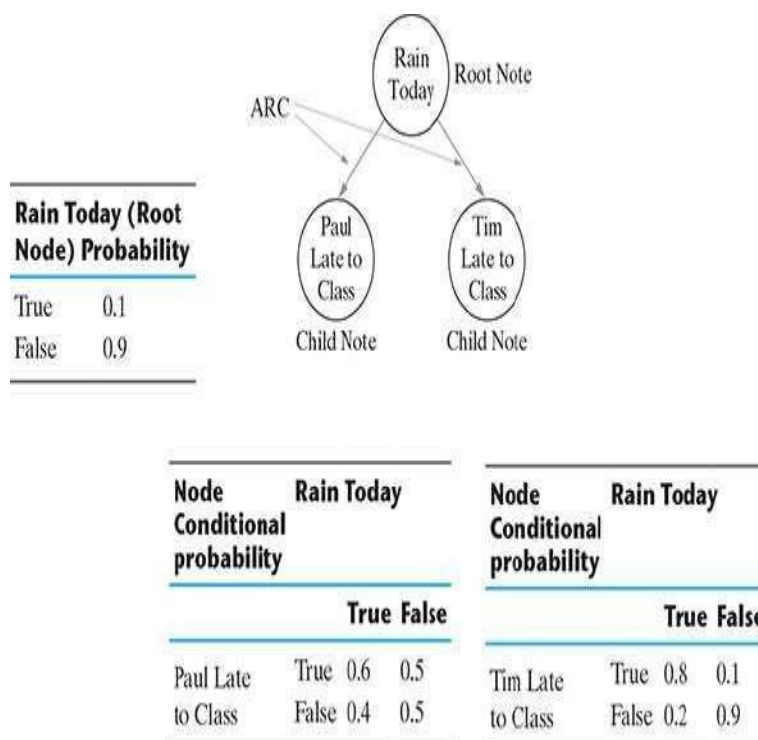 Rain
Today
Root Note
ARC
Rain Today (Root
Node) Probability
True 0.1
False 0.9
Paul
Late to
Class
Child Note
Tim
Late to
Class
Child Note
Node
Conditional
probability
Rain Today
True False
Paul Late
to Class
True 0.6 0.5
False 0.4 0.5
Node
Conditional
probability
Rain Today
True False
Tim Late
to Class
True 0.8 0.1
False 0.2 0.9